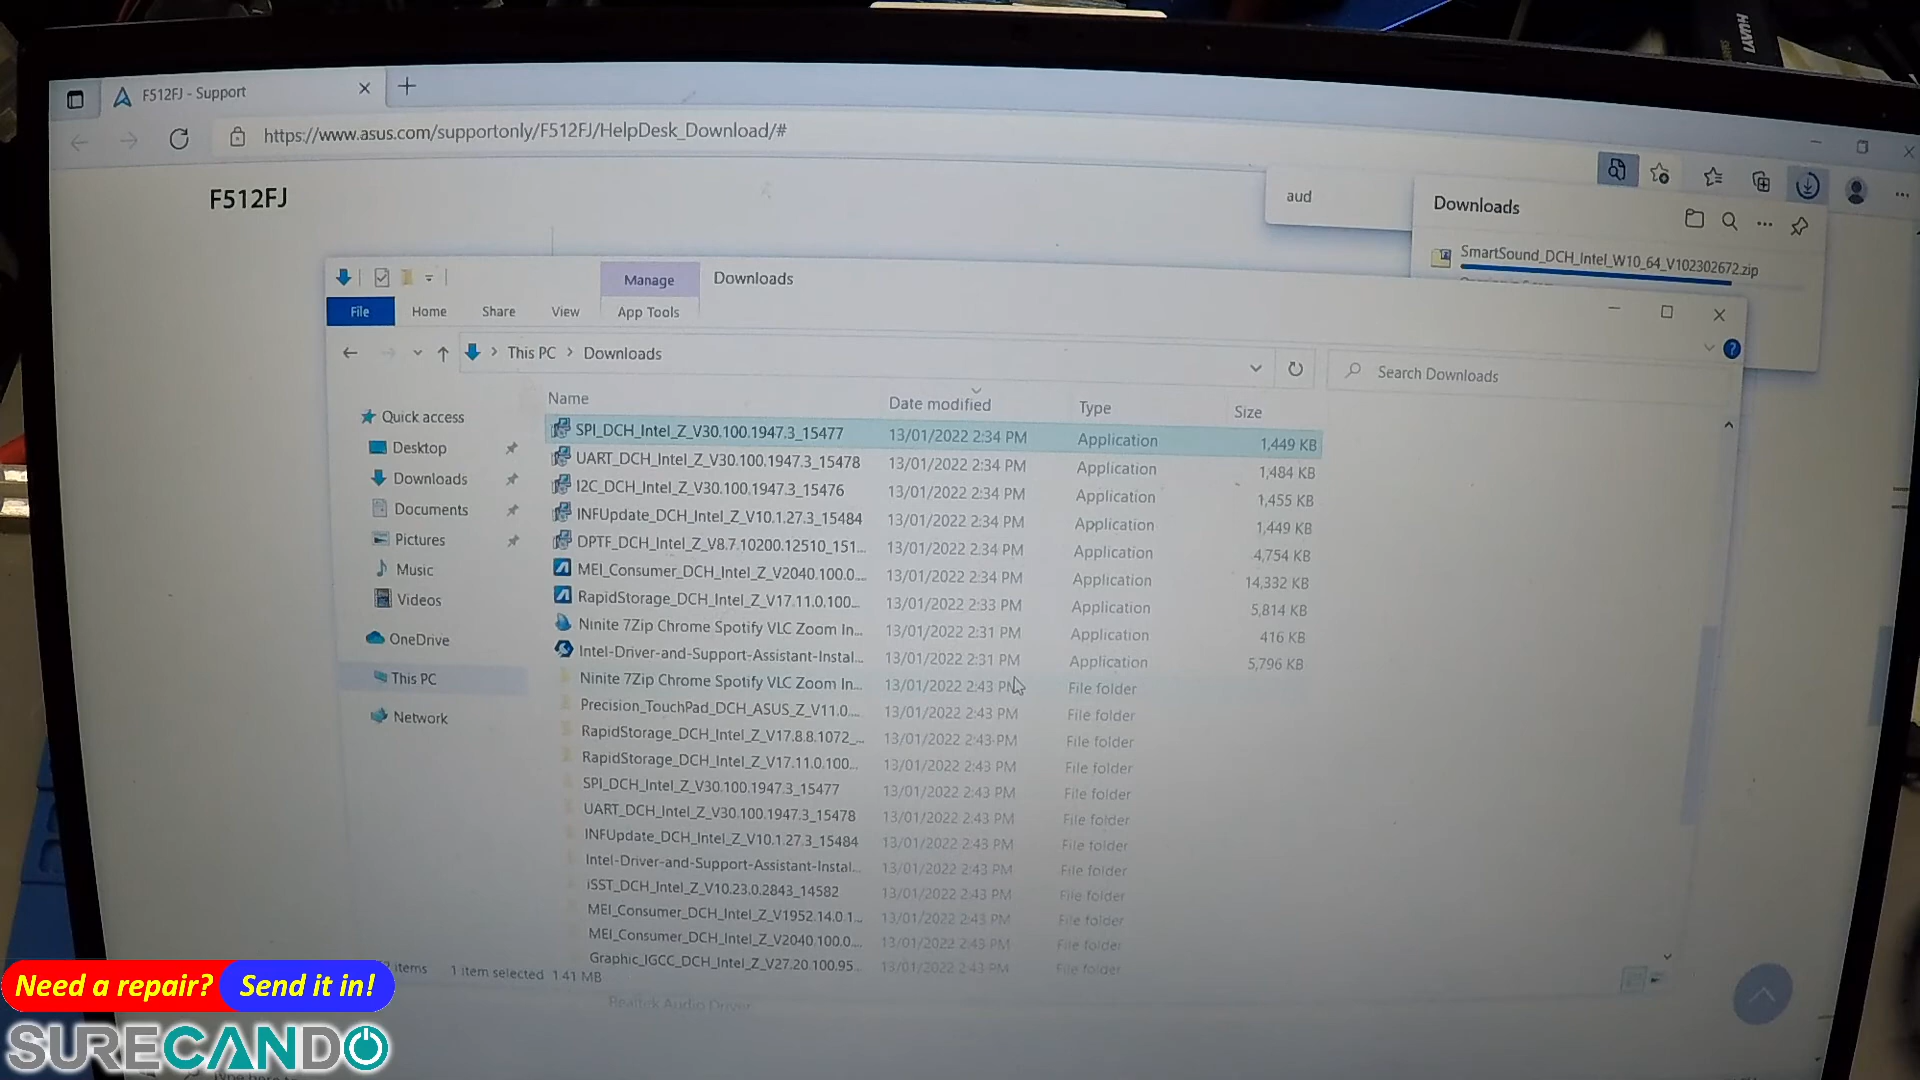 F512FJ - Support
https://www.asus.com/supportonly/F512FJ/HelpDesk_Download/#
F512FJ
aud
Downloads
SmartSound_DCH_Intel_W10_64_V102302672.zip
Manage Downloads
File Home Share View App Tools
This PC > Downloads
Search Downloads
Name Date modified Type Size
Quick access
Desktop
Downloads
Documents
Pictures
Music
Videos
OneDrive
This PC
Network
SPI_DCH_Intel_Z_V30.100.1947.3_15477 13/01/2022 2:34 PM Application 1,449 KB
UART_DCH_Intel_Z_V30.100.1947.3_15478 13/01/2022 2:34 PM Application 1,484 KB
I2C_DCH_Intel_Z_V30.100.1947.3_15476 13/01/2022 2:34 PM Application 1,455 KB
INFUpdate_DCH_Intel_Z_V10.1.27.3_15484 13/01/2022 2:34 PM Application 1,449 KB
DPTF_DCH_Intel_Z_V8.7.10200.12510_151... 13/01/2022 2:34 PM Application 4,754 KB
MEI_Consumer_DCH_Intel_Z_V2040.100.0.... 13/01/2022 2:34 PM Application 14,332 KB
RapidStorage_DCH_Intel_Z_V17.11.0.100... 13/01/2022 2:33 PM Application 5,814 KB
Ninite 7Zip Chrome Spotify VLC Zoom In... 13/01/2022 2:31 PM Application 416 KB
Intel-Driver-and-Support-Assistant-Instal... 13/01/2022 2:31 PM Application 5,796 KB
Ninite 7Zip Chrome Spotify VLC Zoom In... 13/01/2022 2:43 PM File folder
Precision_TouchPad_DCH_ASUS_Z_V11.0.... 13/01/2022 2:43 PM File folder
RapidStorage_DCH_Intel_Z_V17.8.8.1072_... 13/01/2022 2:43 PM File folder
RapidStorage_DCH_Intel_Z_V17.11.0.100... 13/01/2022 2:43 PM File folder
SPI_DCH_Intel_Z_V30.100.1947.3_15477 13/01/2022 2:43 PM File folder
UART_DCH_Intel_Z_V30.100.1947.3_15478 13/01/2022 2:43 PM File folder
INFUpdate_DCH_Intel_Z_V10.1.27.3_15484 13/01/2022 2:43 PM File folder
Intel-Driver-and-Support-Assistant-Instal... 13/01/2022 2:43 PM File folder
iSST_DCH_Intel_Z_V10.23.0.2843_14582 13/01/2022 2:43 PM File folder
MEI_Consumer_DCH_Intel_Z_V1952.14.0.1... 13/01/2022 2:43 PM File folder
MEI_Consumer_DCH_Intel_Z_V2040.100.0.... 13/01/2022 2:43 PM File folder
Graphic_IGCC_DCH_Intel_Z_V27.20.100.95... 13/01/2022 2:43 PM File folder
items 1 item selected 1.41 MB
Realtek Audio Driver
Need a repair? Send it in!
SURECANDO